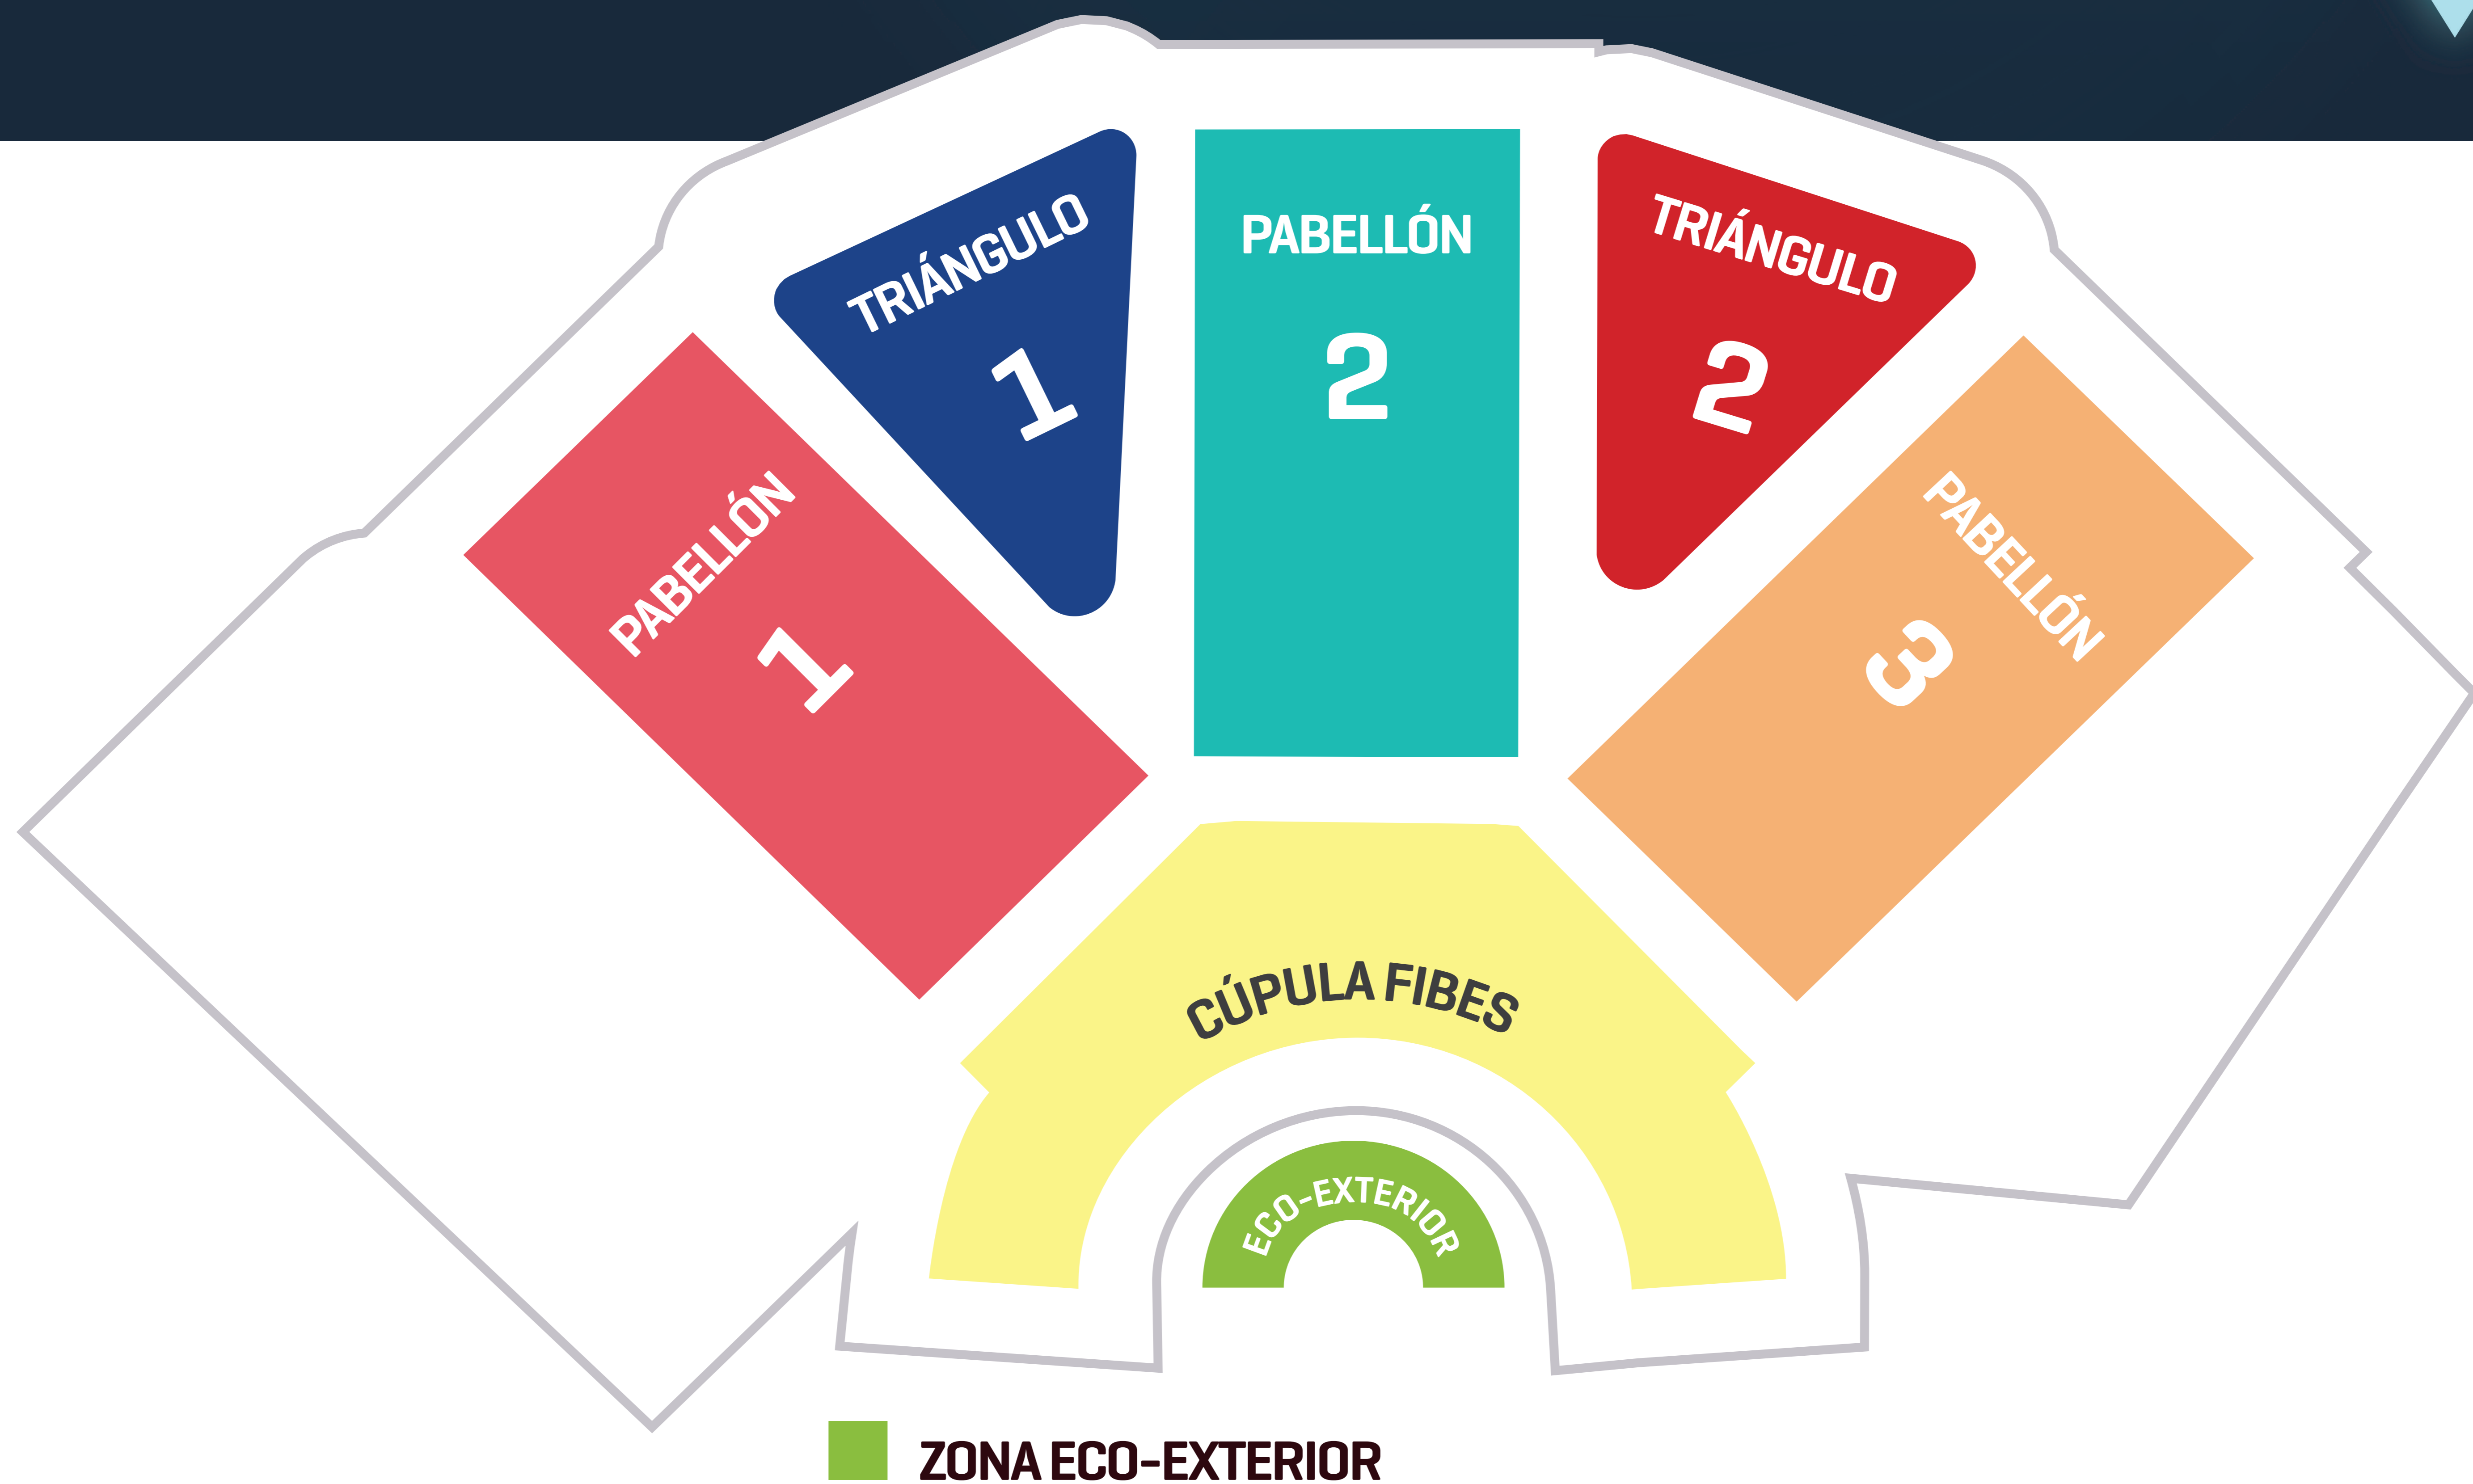 TRIÁNGULO
1
PABELLÓN
2
TRIÁNGULO
2
PABELLÓN
1
PABELLÓN
3
CÚPULA FIBES
ECO-EXTERIOR
ZONA ECO-EXTERIOR